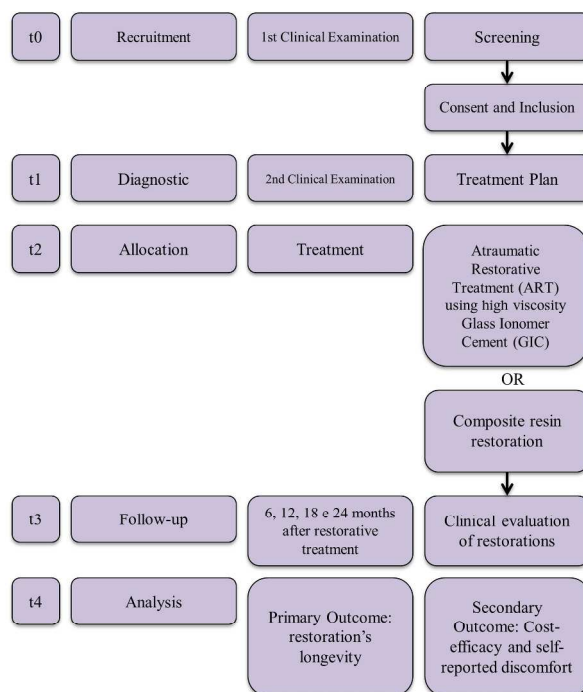 t0
Recruitment
1st Clinical Examination
Screening
Consent and Inclusion
t1
Diagnostic
2nd Clinical Examination
Treatment Plan
t2
Allocation
Treatment
Atraumatic
Restorative
Treatment (ART)
using high viscosity
Glass Ionomer
Cement (GIC)
OR
Composite resin
restoration
t3
Follow-up
6, 12, 18 e 24 months
after restorative
treatment
Clinical evaluation
of restorations
t4
Analysis
Primary Outcome:
restoration's
longevity
Secondary
Outcome: Cost-
efficacy and self-
reported discomfort